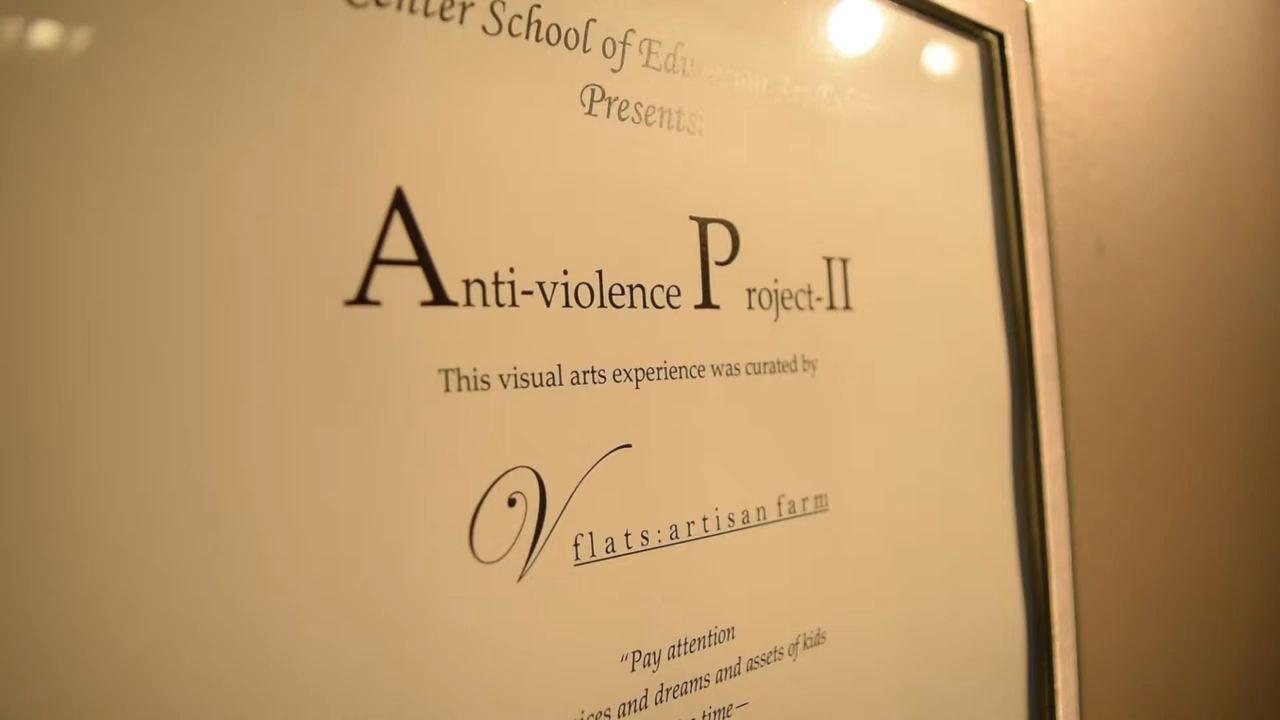 Center School of
Presents:
Anti-violence Project-II
This visual arts experience was curated by
V flats:artisan farm
“Pay attention
and dreams and assets of kids
time—